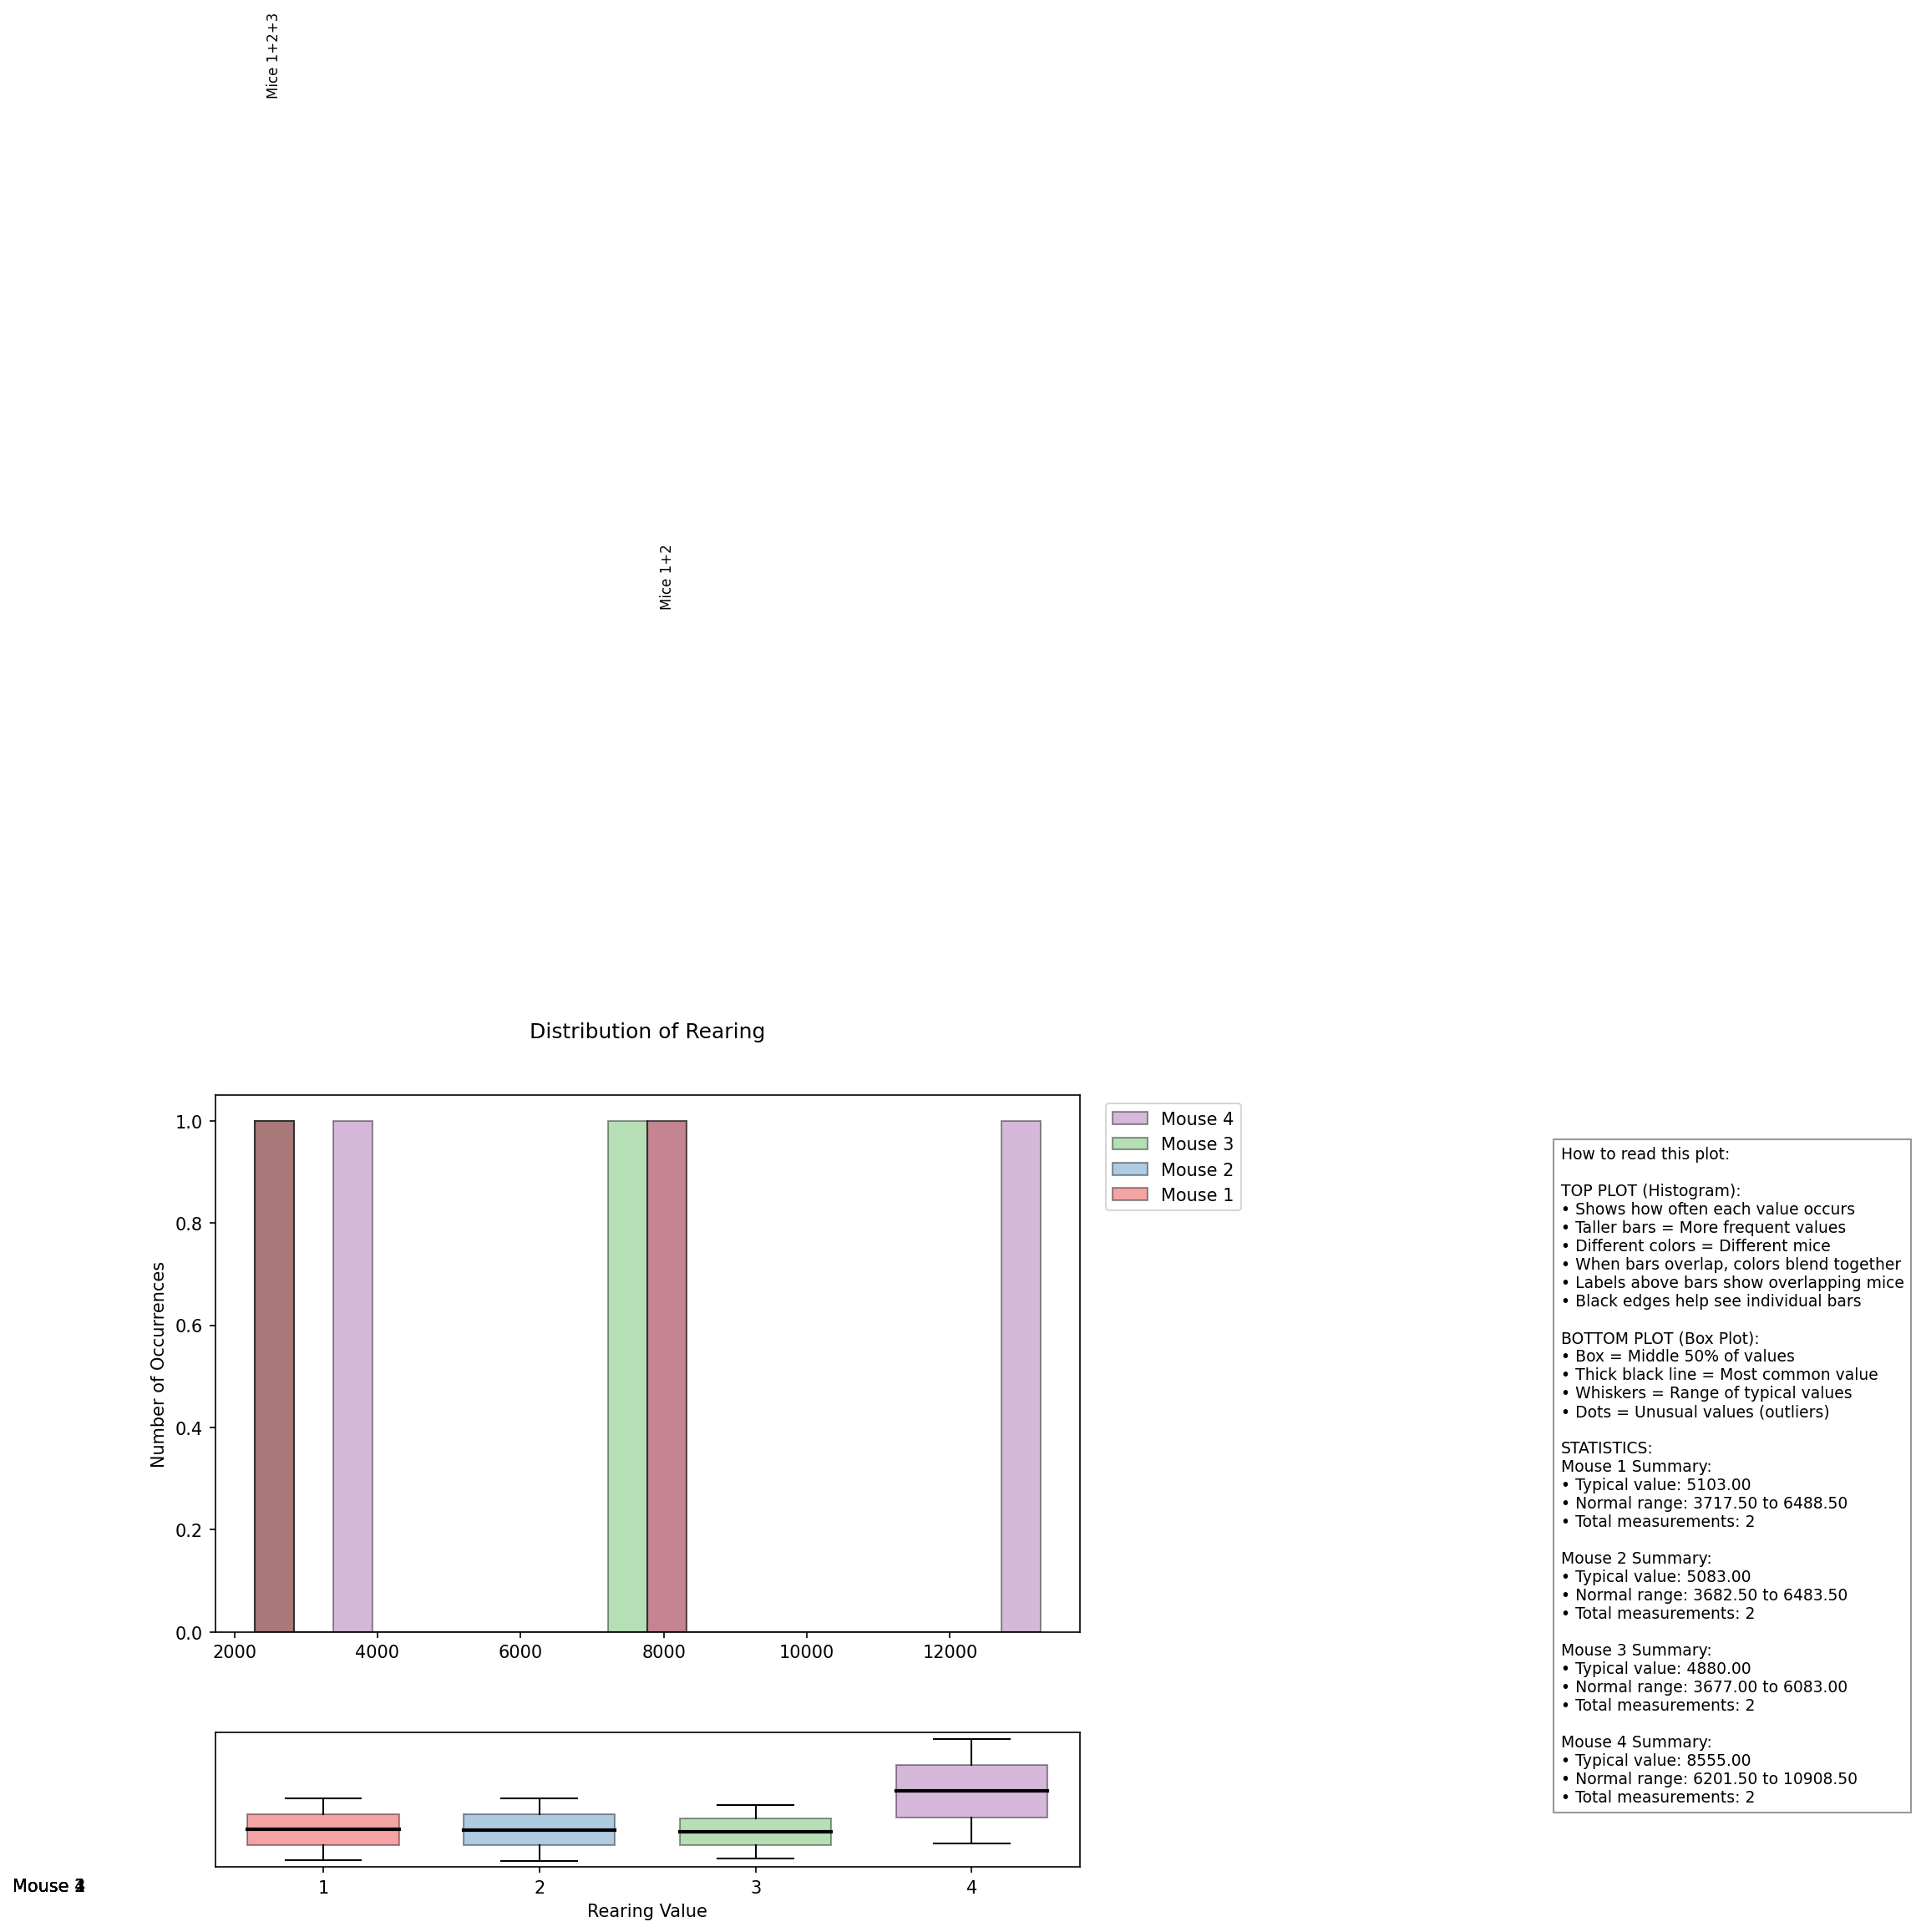 Mice 1+2+3
Mice 1+2
Distribution of Rearing
Number of Occurrences
1.0
0.8
0.6
0.4
0.2
0.0
2000 4000 6000 8000 10000 12000
Mouse 4
Mouse 3
Mouse 2
Mouse 1
How to read this plot:
TOP PLOT (Histogram):
• Shows how often each value occurs
• Taller bars = More frequent values
• Different colors = Different mice
• When bars overlap, colors blend together
• Labels above bars show overlapping mice
• Black edges help see individual bars
BOTTOM PLOT (Box Plot):
• Box = Middle 50% of values
• Thick black line = Most common value
• Whiskers = Range of typical values
• Dots = Unusual values (outliers)
STATISTICS:
Mouse 1 Summary:
• Typical value: 5103.00
• Normal range: 3717.50 to 6488.50
• Total measurements: 2
Mouse 2 Summary:
• Typical value: 5083.00
• Normal range: 3682.50 to 6483.50
• Total measurements: 2
Mouse 3 Summary:
• Typical value: 4880.00
• Normal range: 3677.00 to 6083.00
• Total measurements: 2
Mouse 4 Summary:
• Typical value: 8555.00
• Normal range: 6201.50 to 10908.50
• Total measurements: 2
Mouse
1 2 3 4
Rearing Value